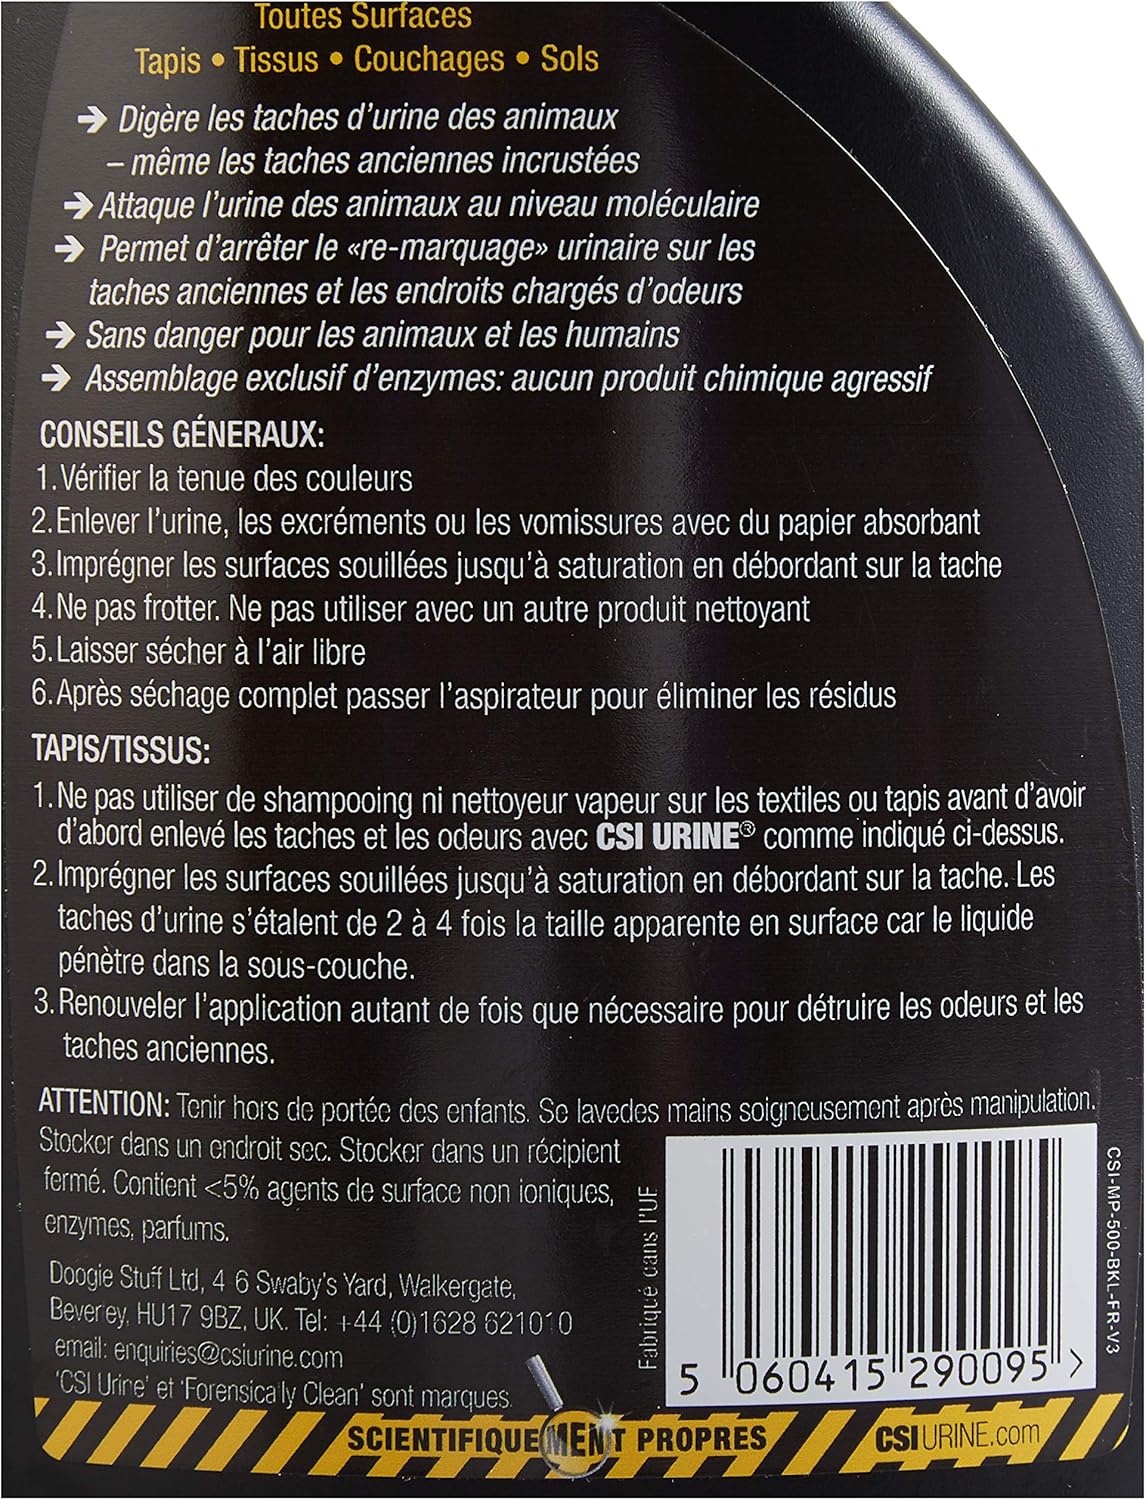 Toutes Surfaces
Tapis • Tissus • Couchages • Sols
→ Digère les taches d'urine des animaux
– même les taches anciennes incrustées
→ Attaque l'urine des animaux au niveau moléculaire
→ Permet d'arrêter le «re-marquage» urinaire sur les
taches anciennes et les endroits chargés d'odeurs
→ Sans danger pour les animaux et les humains
→ Assemblage exclusif d'enzymes: aucun produit chimique agressif
CONSEILS GÉNERAUX:
1. Vérifier la tenue des couleurs
2. Enlever l'urine, les excréments ou les vomissures avec du papier absorbant
3. Imprégner les surfaces souillées jusqu'à saturation en débordant sur la tache
4. Ne pas frotter. Ne pas utiliser avec un autre produit nettoyant
5. Laisser sécher à l'air libre
6. Après séchage complet passer l'aspirateur pour éliminer les résidus
TAPIS/TISSUS:
1. Ne pas utiliser de shampooing ni nettoyeur vapeur sur les textiles ou tapis avant d'avoir
d'abord enlevé les taches et les odeurs avec CSI URINE® comme indiqué ci-dessus.
2. Imprégner les surfaces souillées jusqu'à saturation en débordant sur la tache. Les
taches d'urine s'étalent de 2 à 4 fois la taille apparente en surface car le liquide
pénètre dans la sous-couche.
3. Renouveler l'application autant de fois que nécessaire pour détruire les odeurs et les
taches anciennes.
ATTENTION: Tenir hors de portée des enfants. Se lavedes mains soigneusement après manipulation.
Stocker dans un endroit sec. Stocker dans un récipient
fermé. Contient <5% agents de surface non ioniques,
enzymes, parfums.
Doogie Stuff Ltd, 4-6 Swaby's Yard, Walkergate,
Beverley, HU17 9BZ, UK. Tel: +44 (0)1628 621010
email: enquiries@csiurine.com
'CSI Urine' et 'Forensically Clean' sont marques.
Fabriqué dans l'UE
CSI-MP-500-BKL-FR-V3
5 060415 290095 >
SCIENTIFIQUEMENT PROPRES
CSI URINE.com